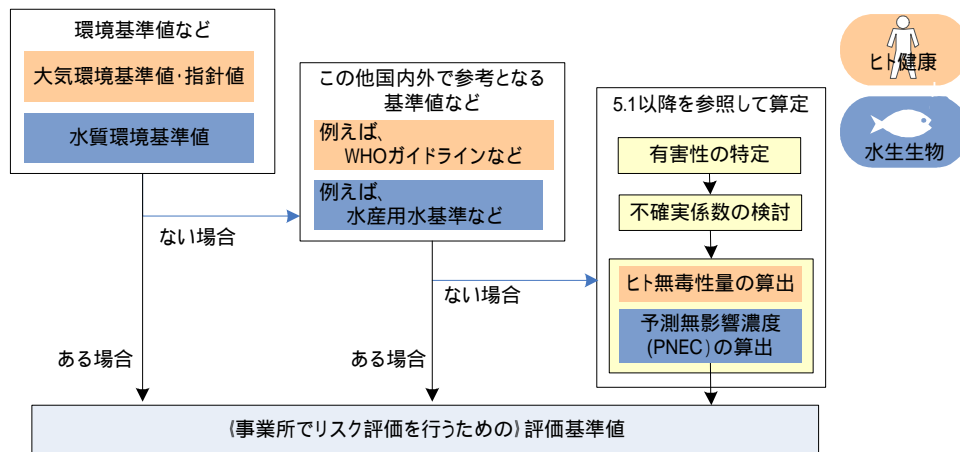 環境基準値など
大気環境基準値・指針値
水質環境基準値
この他国内外で参考となる
基準値など
例えば、
WHOガイドラインなど
例えば、
水産用水基準など
5.1以降を参照して算定
有害性の特定
不確実係数の検討
ヒト無毒性量の算出
予測無影響濃度
(PNEC)の算出
ヒト健康
水生生物
ない場合
ない場合
ある場合
ある場合
(事業所でリスク評価を行うための) 評価基準値